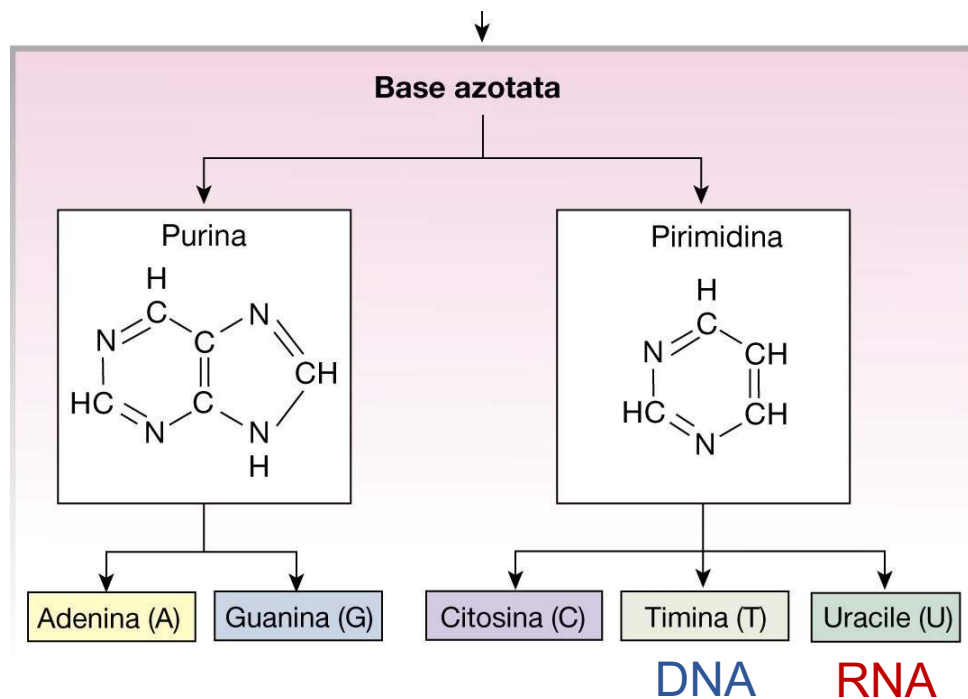 Base azotata
Purina
Pirimidina
H
N
C
C
N
CH
HC
N
C
N
H
H
C
N
CH
HC
N
CH
Adenina (A)
Guanina (G)
Citosina (C)
Timina (T)
Uracile (U)
DNA
RNA